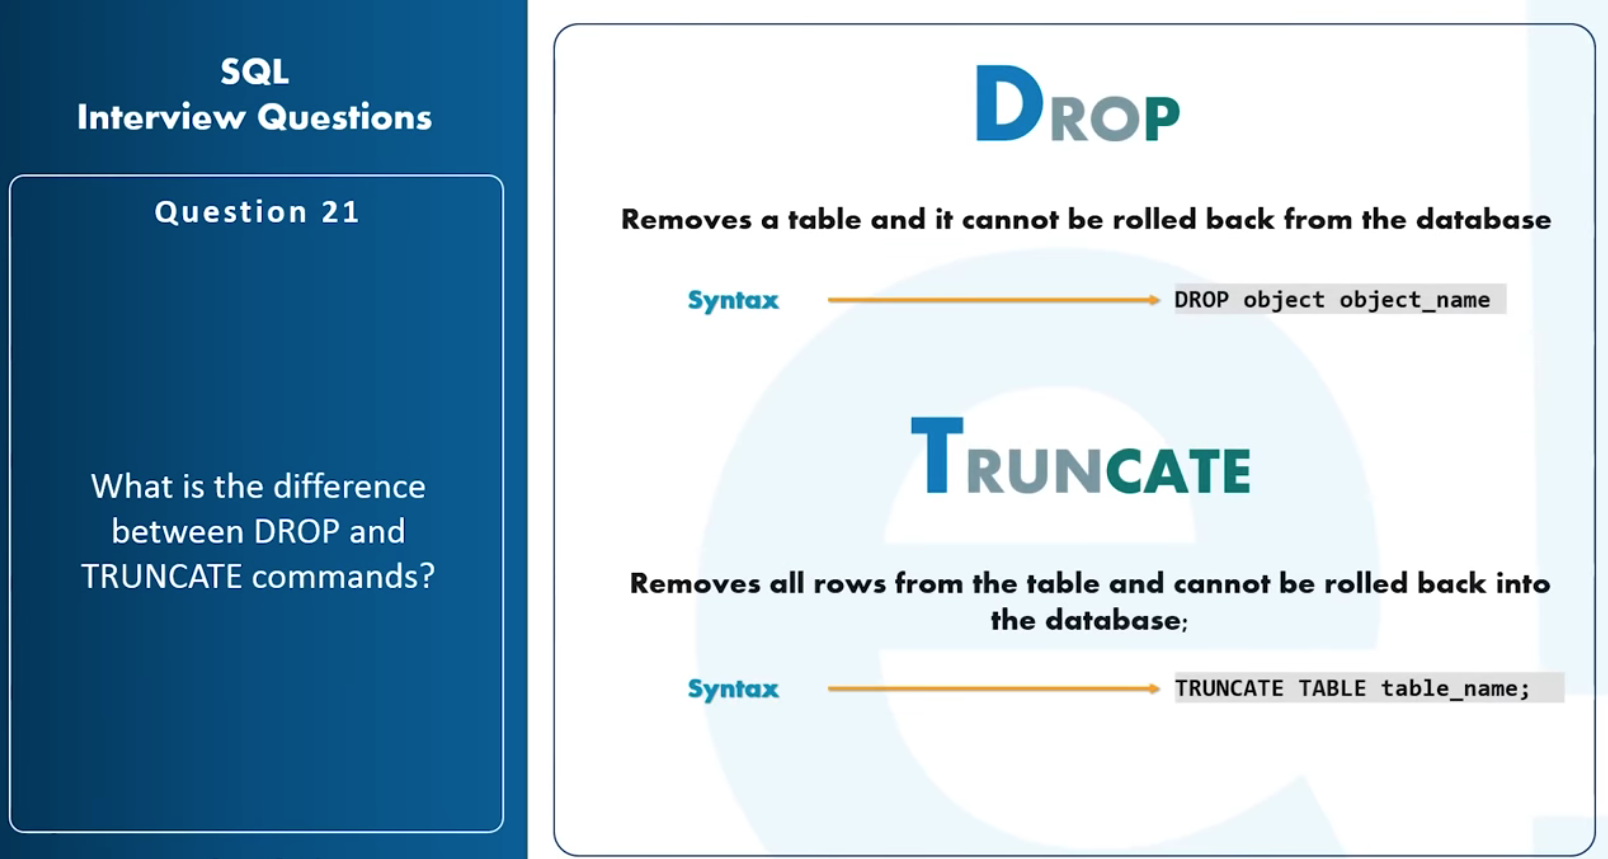 SQL
Interview Questions
Question 21
What is the difference
between DROP and
TRUNCATE commands?
DROP
Removes a table and it cannot be rolled back from the database
Syntax
DROP object object_name
TRUNCATE
Removes all rows from the table and cannot be rolled back into
the database;
Syntax
TRUNCATE TABLE table_name;